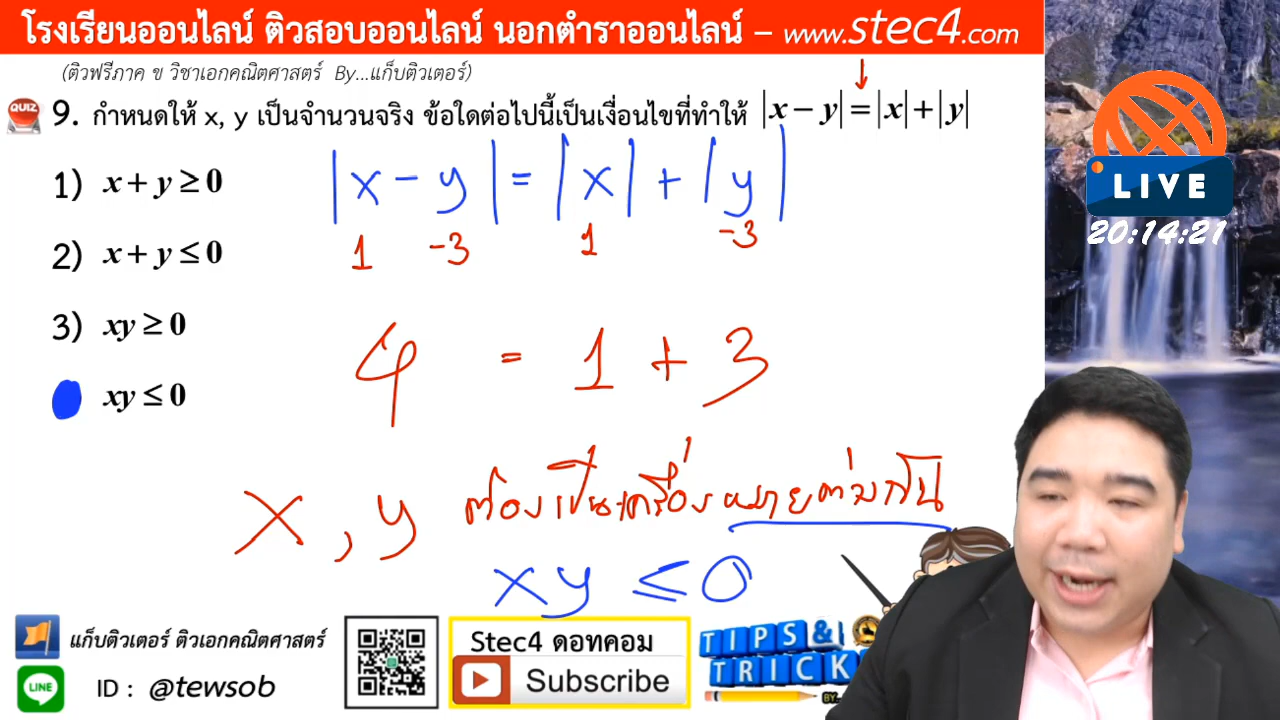 โรงเรียนออนไลน์ ติวสอบออนไลน์ นอกตำราออนไลน์ – www.stec4.com
(ติวฟรีภาค ข วิชาเอกคณิตศาสตร์ By...แก็บติวเตอร์)
QUIZ 9. กำหนดให้ x, y เป็นจำนวนจริง ข้อใดต่อไปนี้เป็นเงื่อนไขที่ทำให้ |x − y| = |x| + |y|
1) x + y ≥ 0
|x − y| = |x| + |y|
1 -3 1 -3
2) x + y ≤ 0
3) xy ≥ 0
4 = 1 + 3
xy ≤ 0
x , y ต้องเป็นเครื่องหมายต่างกัน
xy ≤ 0
LIVE
20:14:21
แก็บติวเตอร์ ติวเอกคณิตศาสตร์
LINE ID : @tewsob
Stec4 ดอทคอม
Subscribe
TIPS &
TRICK
BY..